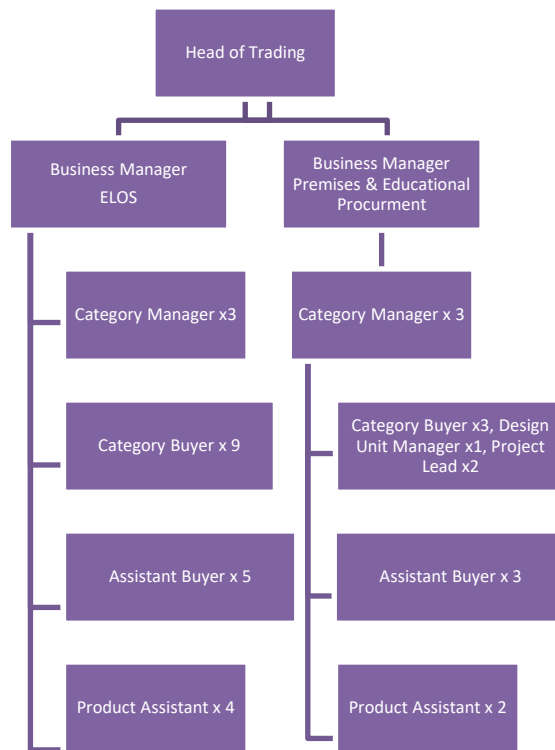 Head of Trading
Business Manager
ELOS
Business Manager
Premises & Educational
Procurment
Category Manager x3
Category Manager x 3
Category Buyer x 9
Category Buyer x3, Design
Unit Manager x1, Project
Lead x2
Assistant Buyer x 5
Assistant Buyer x 3
Product Assistant x 4
Product Assistant x 2